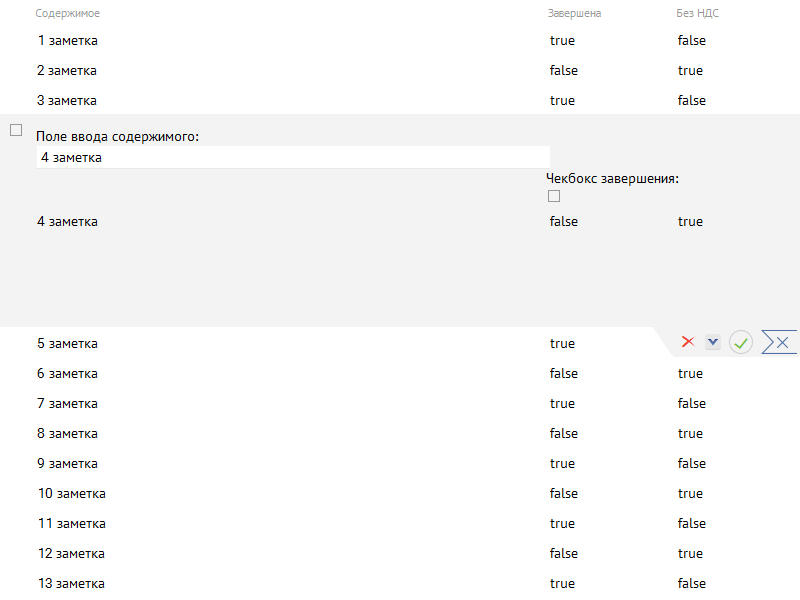 Содержимое Завершена Без НДС
1 заметка true false
2 заметка false true
3 заметка true false
Поле ввода содержимого:
4 заметка
Чекбокс завершения:
4 заметка false true
5 заметка true
6 заметка false true
7 заметка true false
8 заметка false true
9 заметка true false
10 заметка false true
11 заметка true false
12 заметка false true
13 заметка true false